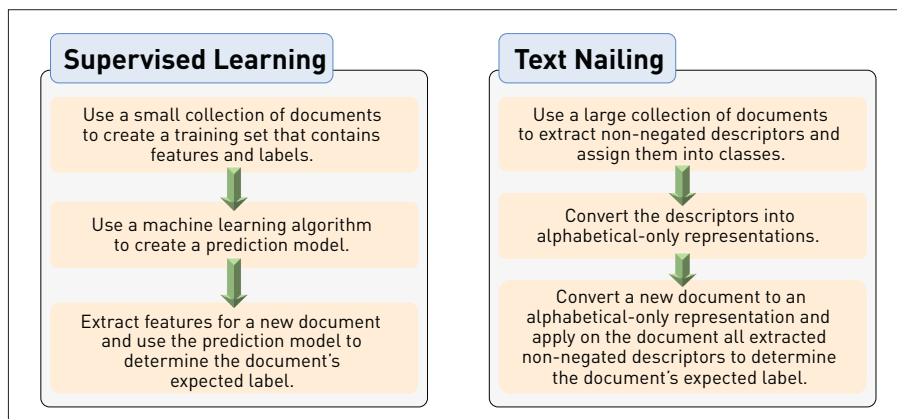 Supervised Learning
Use a small collection of documents
to create a training set that contains
features and labels.
Use a machine learning algorithm
to create a prediction model.
Extract features for a new document
and use the prediction model to
determine the document's
expected label.
Text Nailing
Use a large collection of documents
to extract non-negated descriptors and
assign them into classes.
Convert the descriptors into
alphabetical-only representations.
Convert a new document to an
alphabetical-only representation and
apply on the document all extracted
non-negated descriptors to determine
the document's expected label.